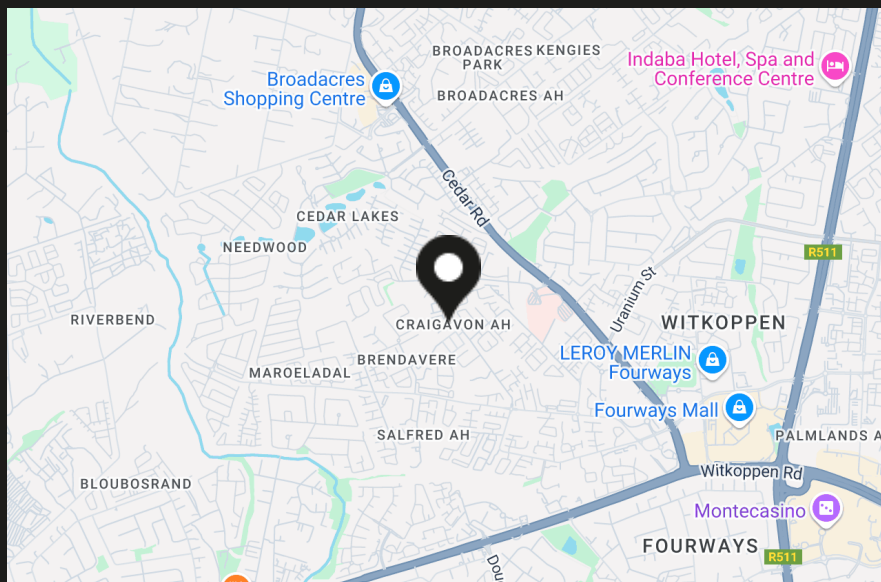 BROADACRES KENGIES
PARK
Indaba Hotel, Spa and
Conference Centre
Broadacres
Shopping Centre
BROADACRES AH
Cedar Rd
CEDAR LAKES
NEEDWOOD
R511
Uranium St
RIVERBEND
CRAIGAVON AH
WITKOPPEN
BRENDAVERE
LEROY MERLIN
Fourways
MAROELADAL
Fourways Mall
SALFRED AH
PALMLANDS A
Witkoppen Rd
BLOUBOSRAND
Montecasino
FOURWAYS
R511
Dou